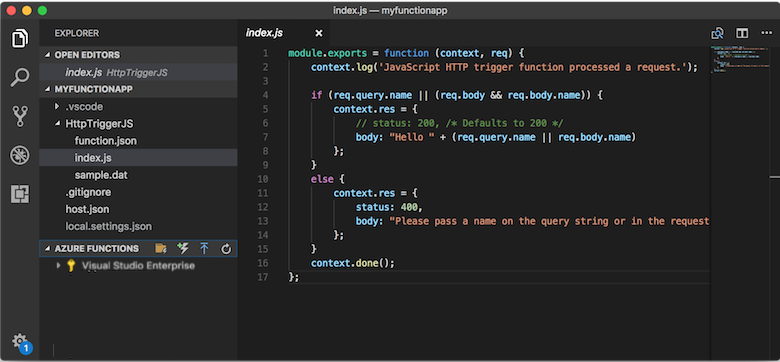 index.js — myfunctionapp
EXPLORER
OPEN EDITORS
index.js HttpTriggerJS
MYFUNCTIONAPP
.vscode
HttpTriggerJS
function.json
index.js
sample.dat
.gitignore
host.json
local.settings.json
AZURE FUNCTIONS
Visual Studio Enterprise
1
index.js
1 module.exports = function (context, req) {
2 context.log('JavaScript HTTP trigger function processed a request.');
3
4 if (req.query.name || (req.body && req.body.name)) {
5 context.res = {
6 // status: 200, /* Defaults to 200 */
7 body: "Hello " + (req.query.name || req.body.name)
8 };
9 }
10 else {
11 context.res = {
12 status: 400,
13 body: "Please pass a name on the query string or in the request
14 };
15 }
16 context.done();
17 };